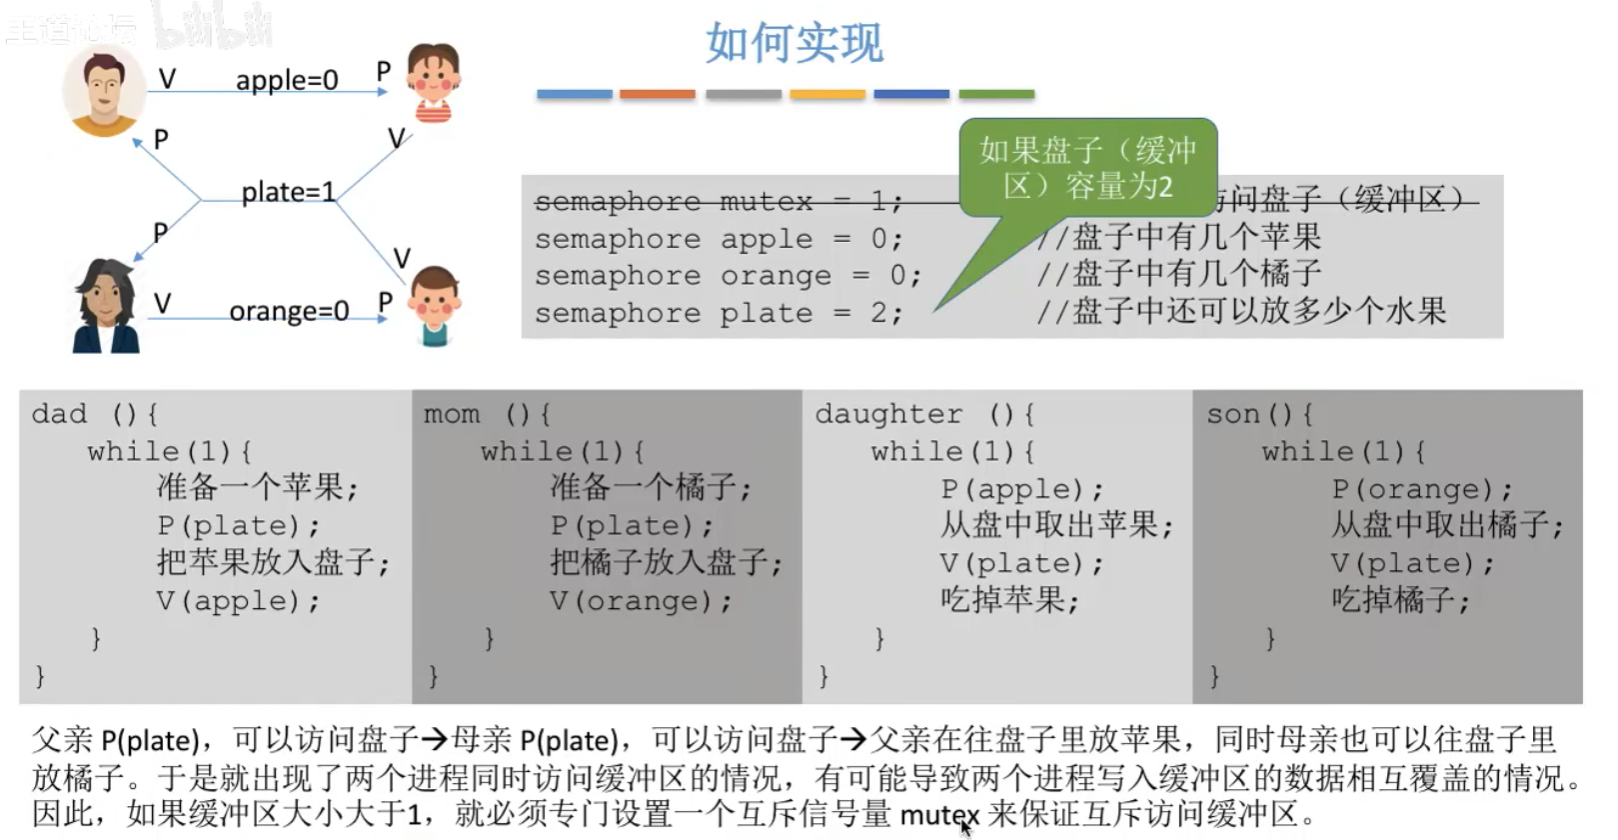 王道论坛 bilibili
如何实现
V apple=0 P
P V
plate=1
P V
V orange=0 P
如果盘子（缓冲
区）容量为2
semaphore mutex = 1; 访问盘子（缓冲区）
semaphore apple = 0; //盘子中有几个苹果
semaphore orange = 0; //盘子中有几个橘子
semaphore plate = 2; //盘子中还可以放多少个水果
dad (){
while(1){
准备一个苹果;
P(plate);
把苹果放入盘子;
V(apple);
}
}
mom (){
while(1){
准备一个橘子;
P(plate);
把橘子放入盘子;
V(orange);
}
}
daughter (){
while(1){
P(apple);
从盘中取出苹果;
V(plate);
吃掉苹果;
}
}
son(){
while(1){
P(orange);
从盘中取出橘子;
V(plate);
吃掉橘子;
}
}
父亲 P(plate)，可以访问盘子→母亲 P(plate)，可以访问盘子→父亲在往盘子里放苹果，同时母亲也可以往盘子里
放橘子。于是就出现了两个进程同时访问缓冲区的情况，有可能导致两个进程写入缓冲区的数据相互覆盖的情况。
因此，如果缓冲区大小大于1，就必须专门设置一个互斥信号量 mutex 来保证互斥访问缓冲区。